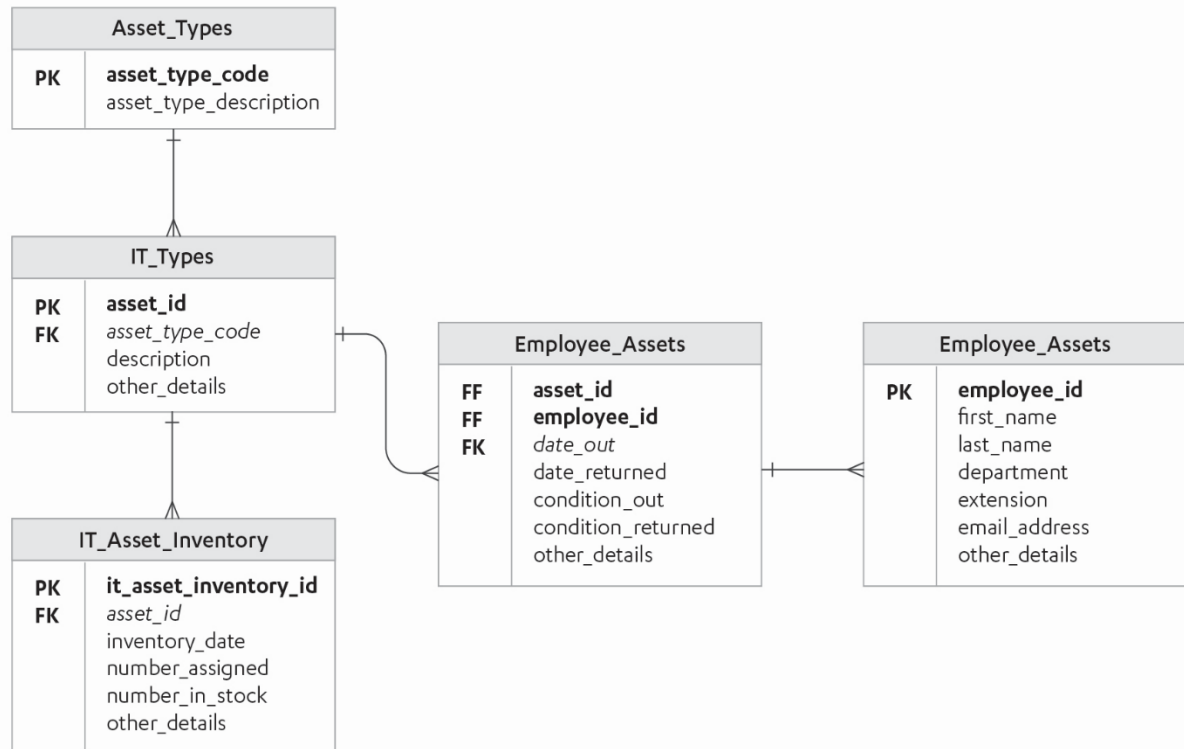 Asset_Types
PK asset_type_code
asset_type_description
IT_Types
PK asset_id
FK asset_type_code
description
other_details
IT_Asset_Inventory
PK it_asset_inventory_id
FK asset_id
inventory_date
number_assigned
number_in_stock
other_details
Employee_Assets
FF asset_id
FF employee_id
FK date_out
date_returned
condition_out
condition_returned
other_details
Employee_Assets
PK employee_id
first_name
last_name
department
extension
email_address
other_details